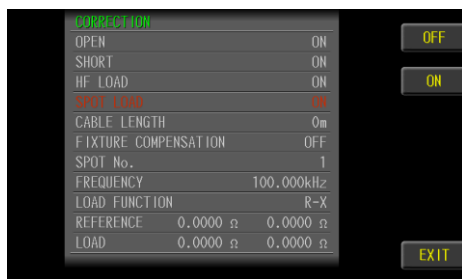 CORRECTION
OPEN ON
SHORT ON
HF LOAD ON
SPOT LOAD ON
CABLE LENGTH 0m
FIXTURE COMPENSATION OFF
SPOT No. 1
FREQUENCY 100.000kHz
LOAD FUNCTION R-X
REFERENCE 0.0000 Ω 0.0000 Ω
LOAD 0.0000 Ω 0.0000 Ω
OFF
ON
EXIT